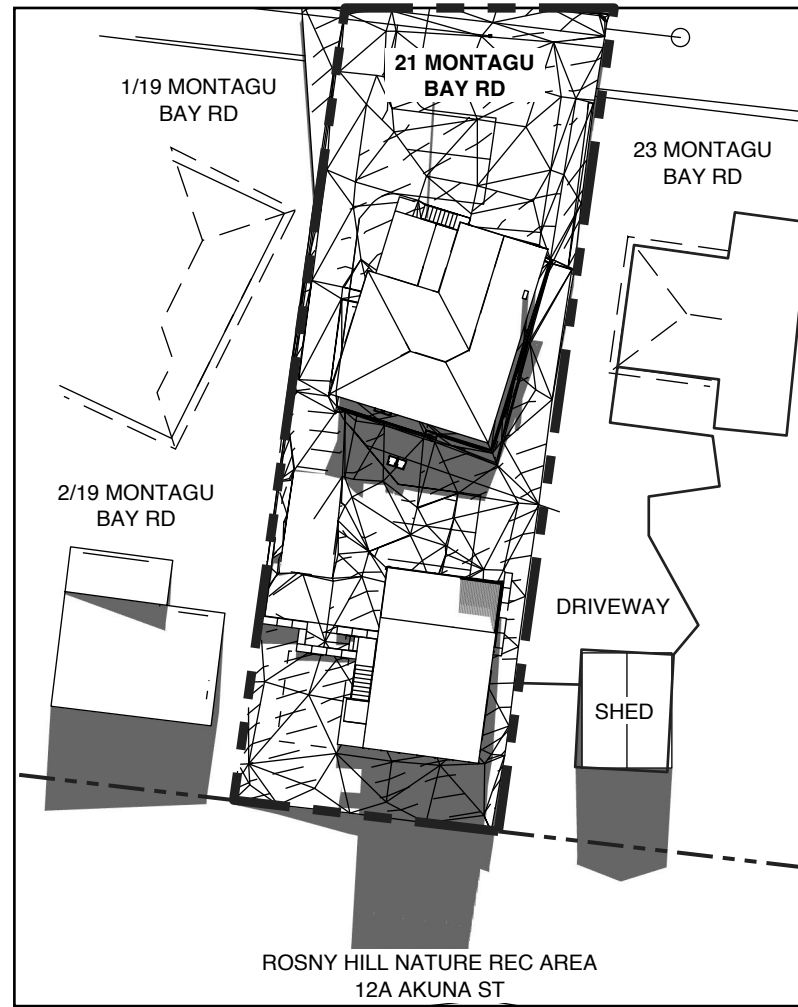 21 MONTAGU
BAY RD
1/19 MONTAGU
BAY RD
23 MONTAGU
BAY RD
2/19 MONTAGU
BAY RD
DRIVEWAY
SHED
ROSNY HILL NATURE REC AREA
12A AKUNA ST